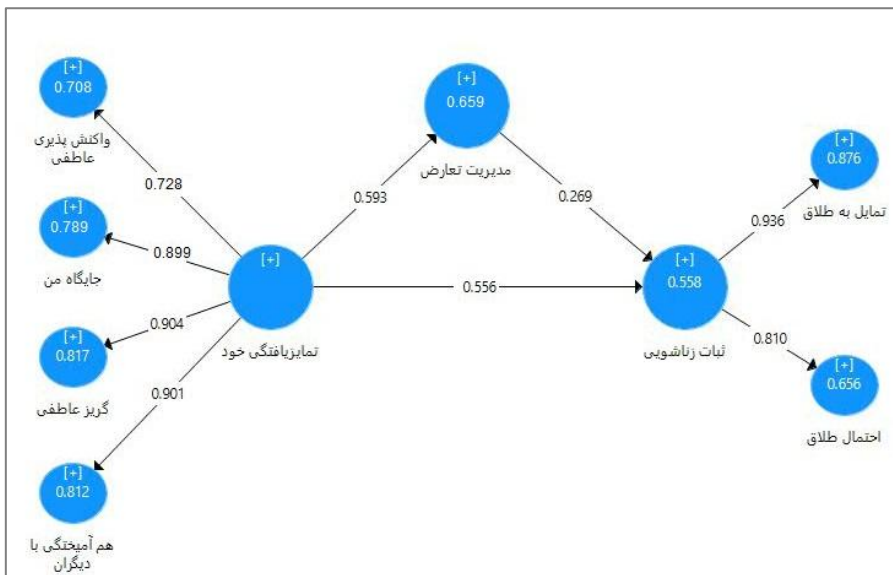 [+]
0.708
واکنش پذیری
عاطفی
[+]
0.789
جایگاه من
[+]
0.817
گریز عاطفی
[+]
0.812
هم آمیختگی با
دیگران
0.728
0.899
0.904
0.901
[+]
تمایزیافتگی خود
0.593
[+]
0.659
مدیریت تعارض
0.269
0.556
[+]
0.558
ثبات زناشویی
0.936
0.810
[+]
0.876
تمایل به طلاق
[+]
0.656
احتمال طلاق